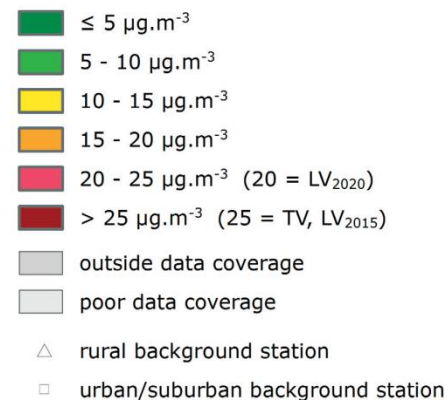 ≤ 5 µg.m⁻³
5 - 10 µg.m⁻³
10 - 15 µg.m⁻³
15 - 20 µg.m⁻³
20 - 25 µg.m⁻³ (20 = LV₂₀₂₀)
> 25 µg.m⁻³ (25 = TV, LV₂₀₁₅)
outside data coverage
poor data coverage
rural background station
urban/suburban background station